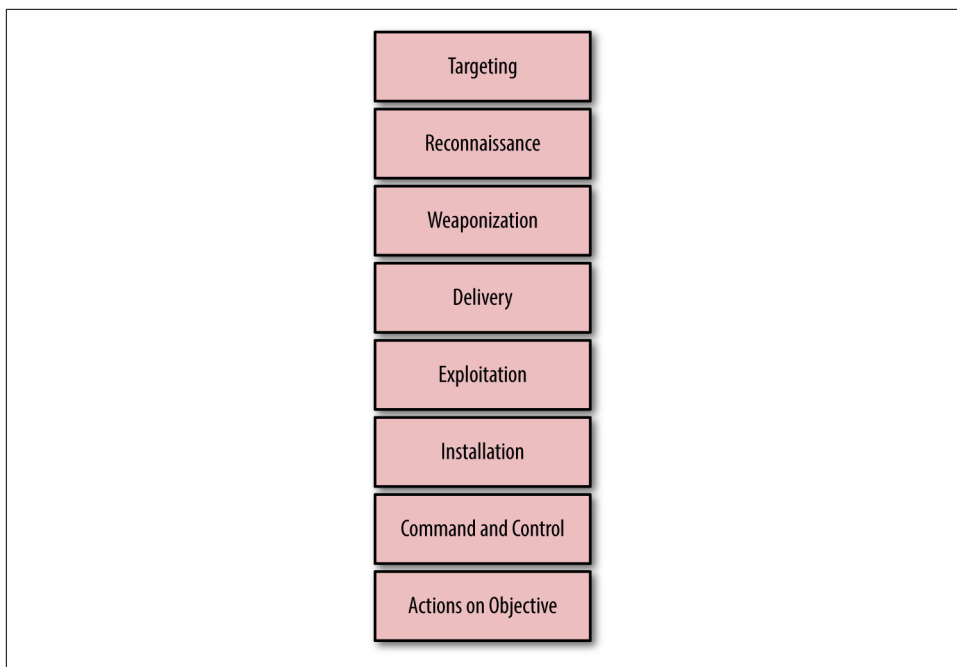 Targeting
Reconnaissance
Weaponization
Delivery
Exploitation
Installation
Command and Control
Actions on Objective